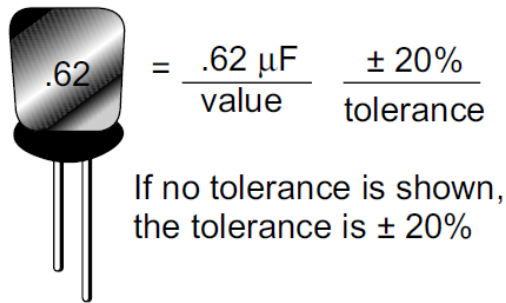 .62
= .62 μF ± 20%
value tolerance
If no tolerance is shown,
the tolerance is ± 20%